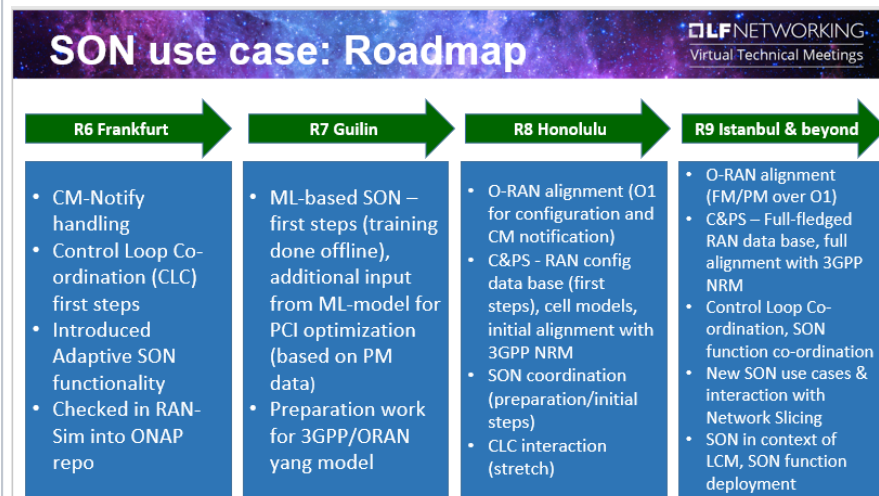 SON use case: Roadmap
LFNETWORKING
Virtual Technical Meetings
R6 Frankfurt
R7 Guilin
R8 Honolulu
R9 Istanbul & beyond
• CM-Notify
handling
• Control Loop Co-
ordination (CLC)
first steps
• Introduced
Adaptive SON
functionality
• Checked in RAN-
Sim into ONAP
repo
• ML-based SON –
first steps (training
done offline),
additional input
from ML-model for
PCI optimization
(based on PM
data)
• Preparation work
for 3GPP/ORAN
yang model
• O-RAN alignment (O1
for configuration and
CM notification)
• C&PS - RAN config
data base (first
steps), cell models,
initial alignment with
3GPP NRM
• SON coordination
(preparation/initial
steps)
• CLC interaction
(stretch)
• O-RAN alignment
(FM/PM over O1)
• C&PS – Full-fledged
RAN data base, full
alignment with 3GPP
NRM
• Control Loop Co-
ordination, SON
function co-ordination
• New SON use cases &
interaction with
Network Slicing
• SON in context of
LCM, SON function
deployment